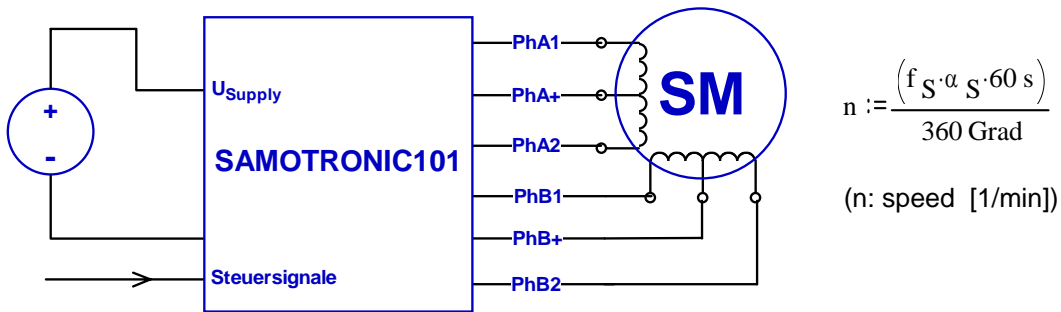 +
-
U_Supply
SAMOTRONIC101
Steuersignale
PhA1
PhA+
PhA2
PhB1
PhB+
PhB2
SM
n := (f_S·α_S·60 s) / 360 Grad
(n: speed [1/min])